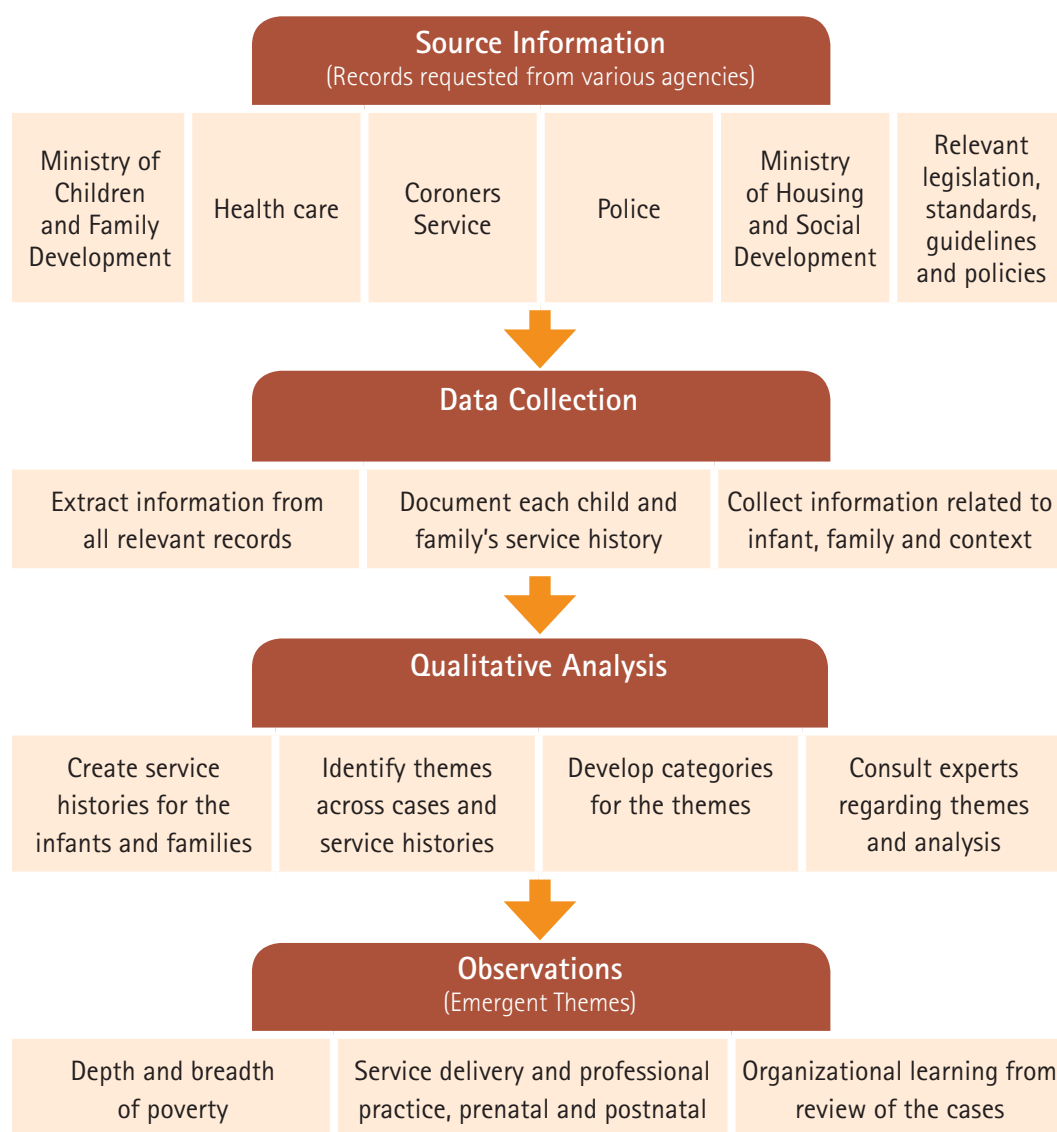 Source Information
(Records requested from various agencies)
Ministry of
Children
and Family
Development
Health care
Coroners
Service
Police
Ministry
of Housing
and Social
Development
Relevant
legislation,
standards,
guidelines
and policies
Data Collection
Extract information from
all relevant records
Document each child and
family's service history
Collect information related to
infant, family and context
Qualitative Analysis
Create service
histories for the
infants and families
Identify themes
across cases and
service histories
Develop categories
for the themes
Consult experts
regarding themes
and analysis
Observations
(Emergent Themes)
Depth and breadth
of poverty
Service delivery and professional
practice, prenatal and postnatal
Organizational learning from
review of the cases